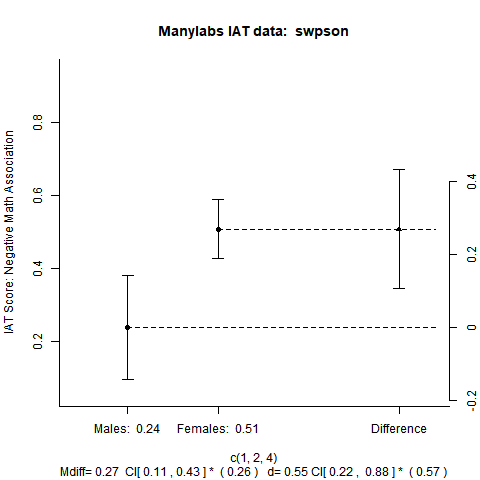 Manylabs IAT data:  swpson
IAT Score: Negative Math Association
0.8
0.6
0.4
0.2
0.4
0.2
0
-0.2
Males:  0.24
Females:  0.51
Difference
c(1, 2, 4)
Mdiff= 0.27  CI[ 0.11 , 0.43 ] *  ( 0.26 )   d= 0.55 CI[ 0.22 ,  0.88 ] *  ( 0.57 )